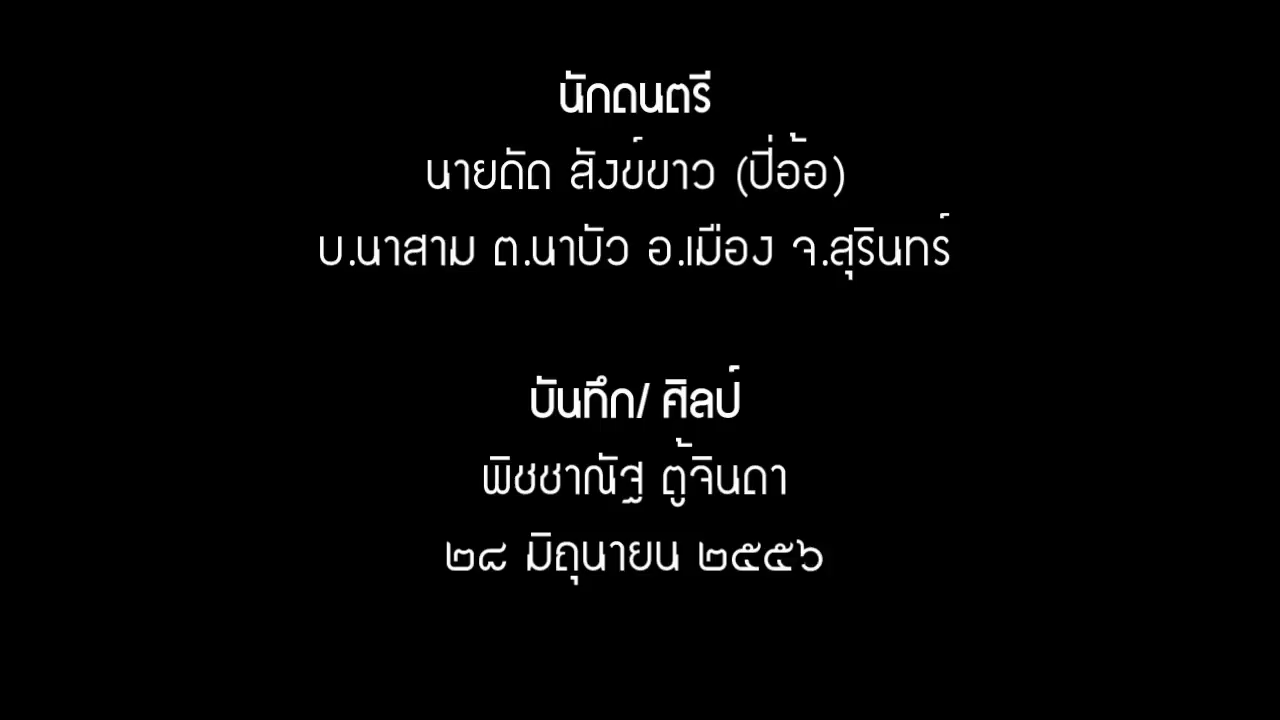 นักดนตรี
นายดัด สังข์ขาว (ปี่อ้อ)
บ.นาสาม ต.นาบัว อ.เมือง จ.สุรินทร์
บันทึก/ ศิลป์
พิชชาณัฐ ตู้จินดา
๒๘ มิถุนายน ๒๕๕๖